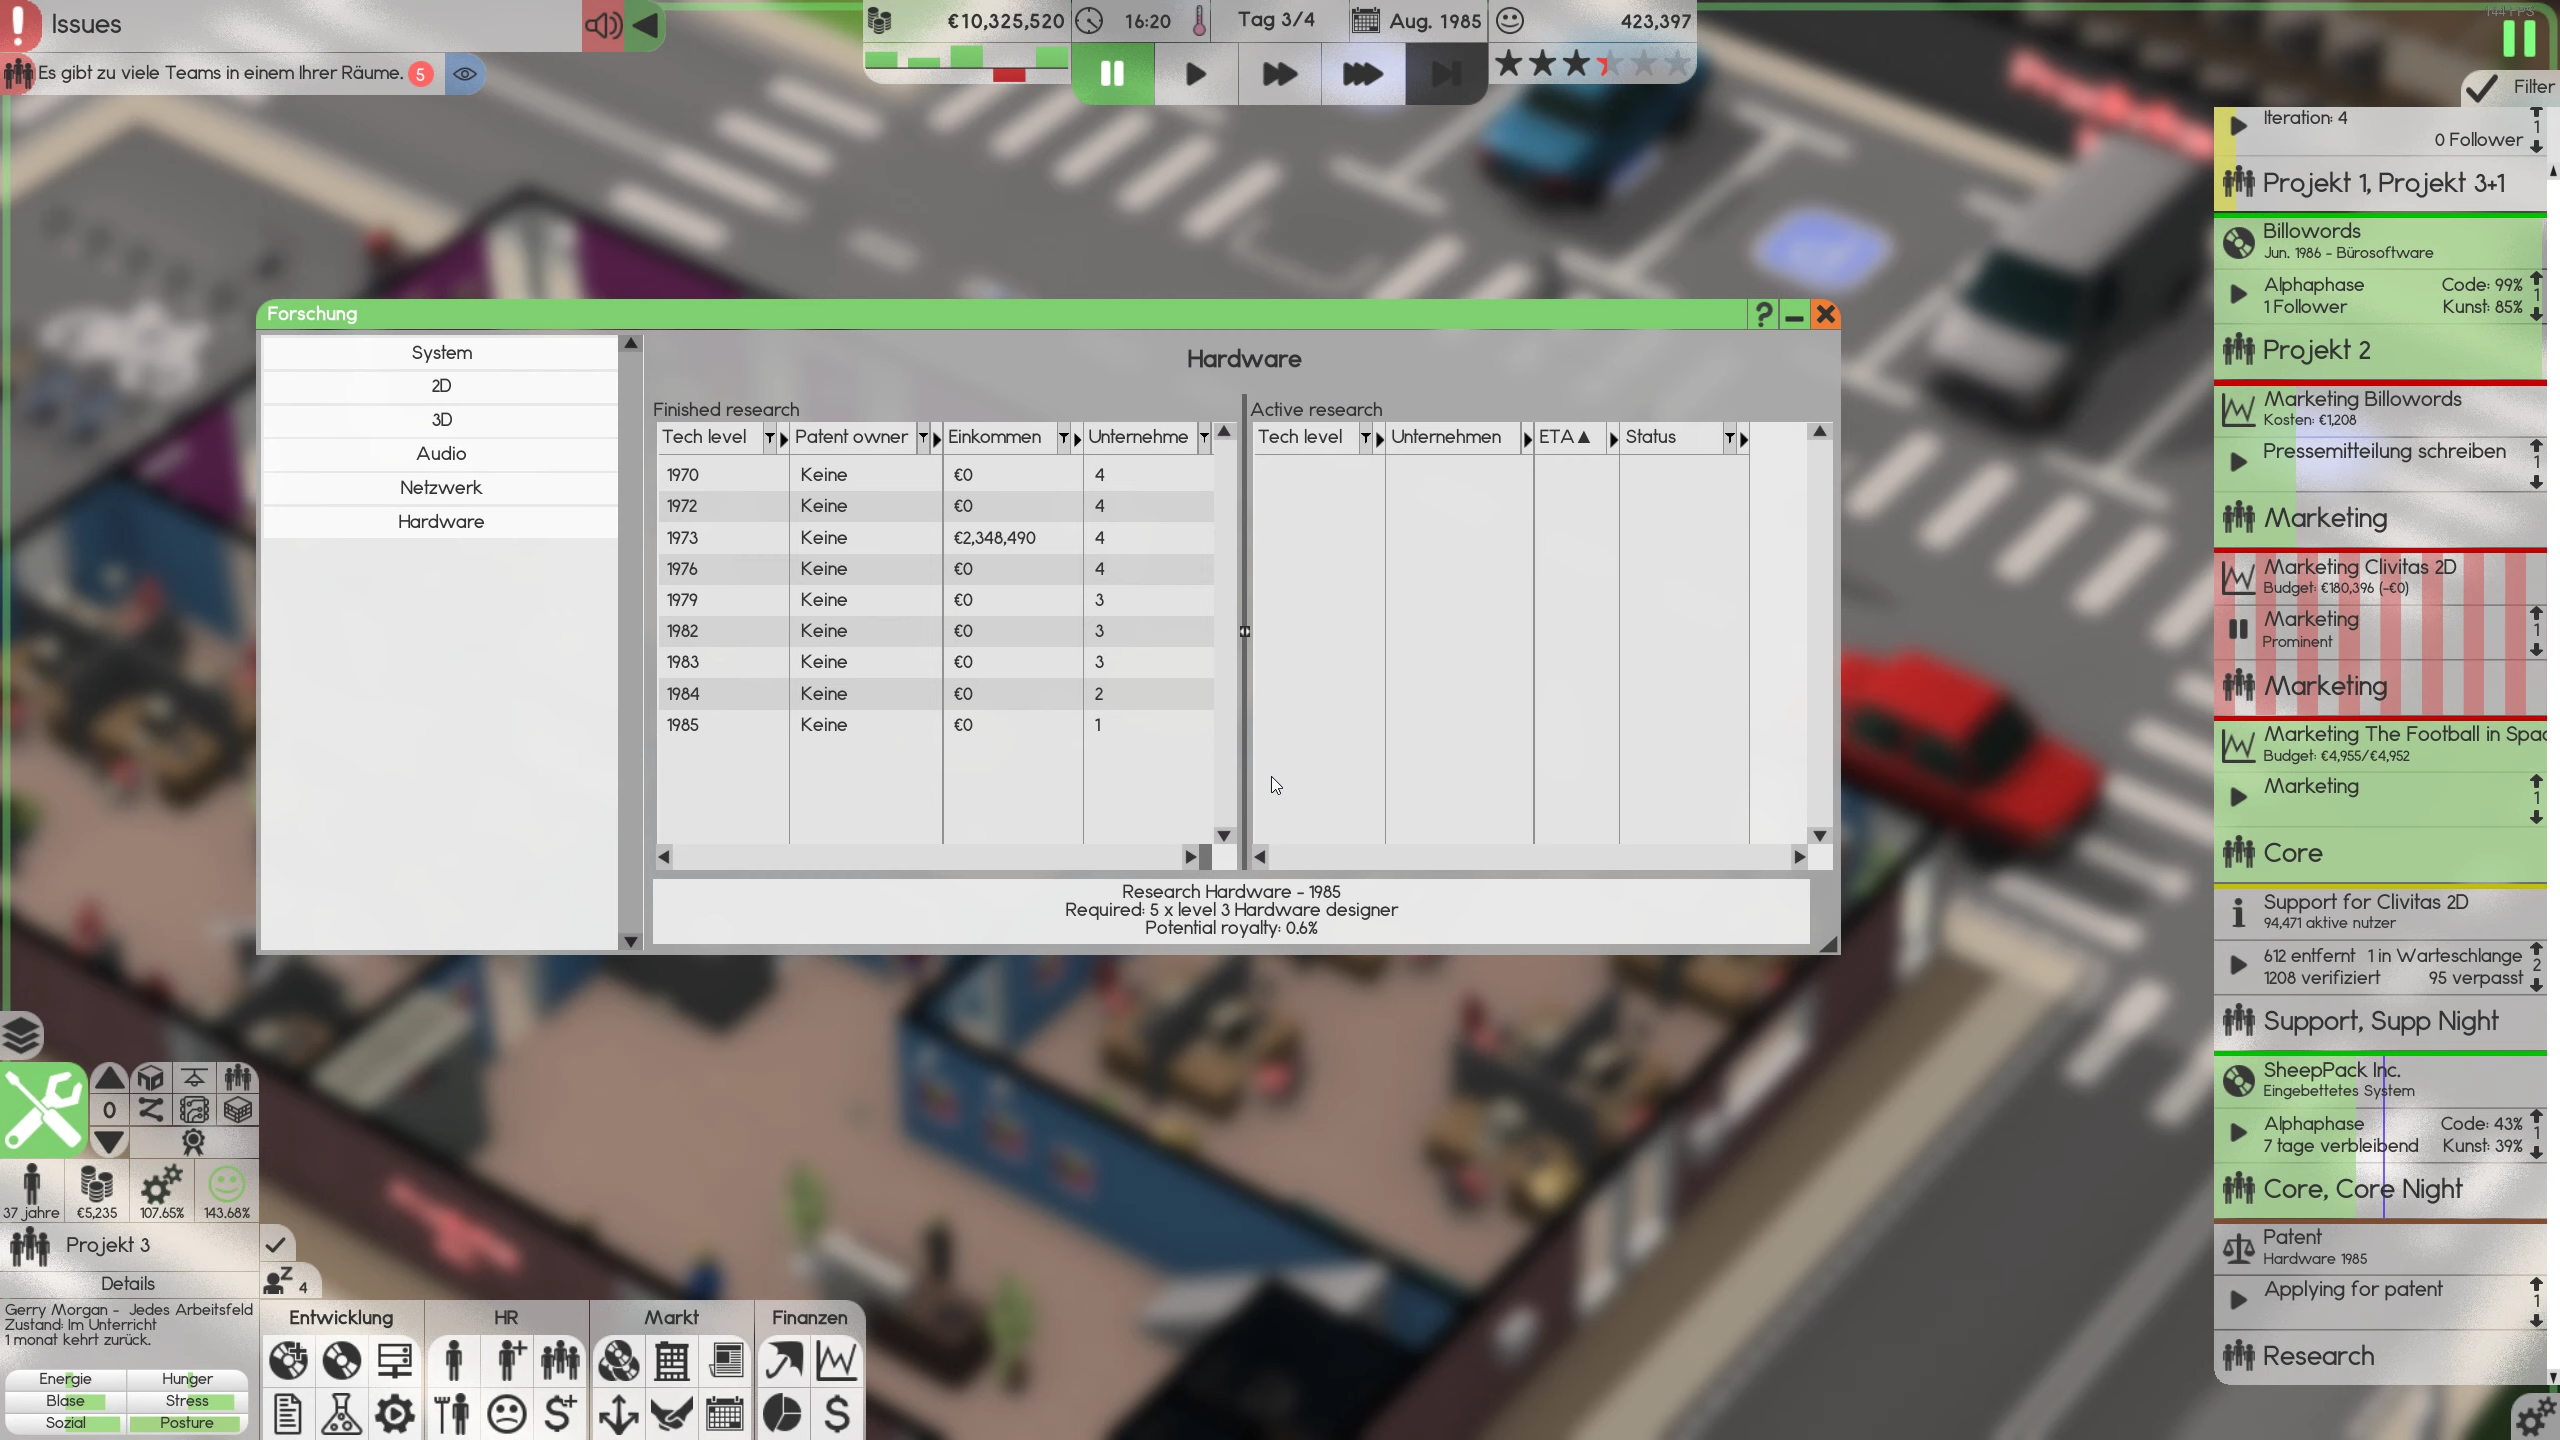 Issues
Es gibt zu viele Teams in einem Ihrer Räume. 5
€10,325,520
16:20
Tag 3/4
Aug. 1985
423,397
144 FPS
Filter
Forschung
?
System
2D
3D
Audio
Netzwerk
Hardware
Hardware
Finished research
Tech level Patent owner Einkommen Unternehme
1970 Keine €0 4
1972 Keine €0 4
1973 Keine €2,348,490 4
1976 Keine €0 4
1979 Keine €0 3
1982 Keine €0 3
1983 Keine €0 3
1984 Keine €0 2
1985 Keine €0 1
Active research
Tech level Unternehmen ETA▲ Status
Research Hardware - 1985
Required: 5 x level 3 Hardware designer
Potential royalty: 0.6%
Iteration: 4
0 Follower
1
Projekt 1, Projekt 3+1
Billowords
Jun. 1986 - Bürosoftware
Alphaphase Code: 99%
1 Follower Kunst: 85%
1
Projekt 2
Marketing Billowords
Kosten: €1,208
Pressemitteilung schreiben
1
Marketing
Marketing Clivitas 2D
Budget: €180,396 (-€0)
Marketing
Prominent
1
Marketing
Marketing The Football in Spac
Budget: €4,955/€4,952
Marketing
1
Core
Support for Clivitas 2D
94,471 aktive nutzer
612 entfernt 1 in Warteschlange
1208 verifiziert 95 verpasst
2
Support, Supp Night
SheepPack Inc.
Eingebettetes System
Alphaphase Code: 43%
7 tage verbleibend Kunst: 39%
1
Core, Core Night
Patent
Hardware 1985
Applying for patent
1
Research
0
37 jahre €5,235 107.65% 143.68%
Projekt 3
Details
Z 4
Gerry Morgan - Jedes Arbeitsfeld
Zustand: Im Unterricht
1 monat kehrt zurück.
Energie Hunger
Blase Stress
Sozial Posture
Entwicklung
HR
Markt
Finanzen